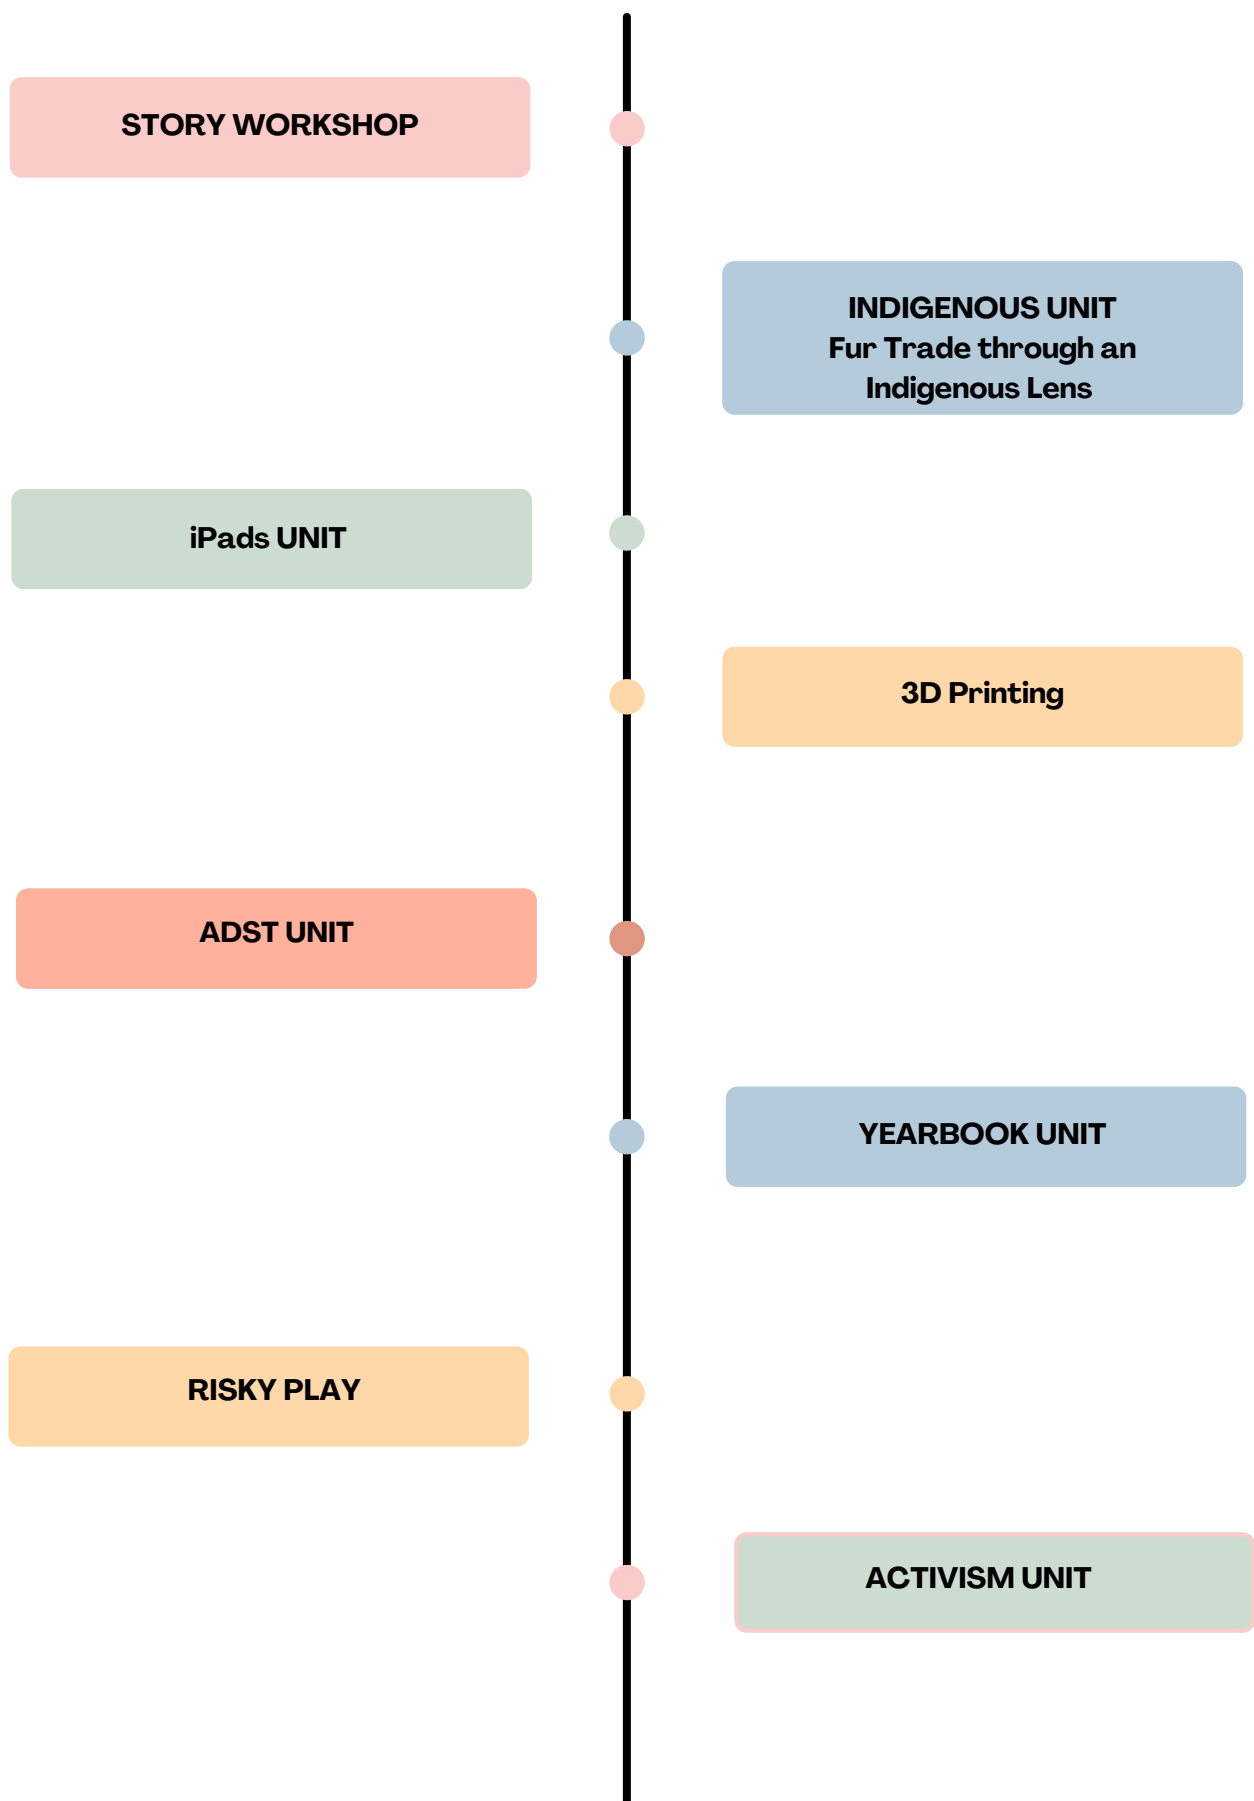 STORY WORKSHOP
INDIGENOUS UNIT
Fur Trade through an
Indigenous Lens
iPads UNIT
3D Printing
ADST UNIT
YEARBOOK UNIT
RISKY PLAY
ACTIVISM UNIT